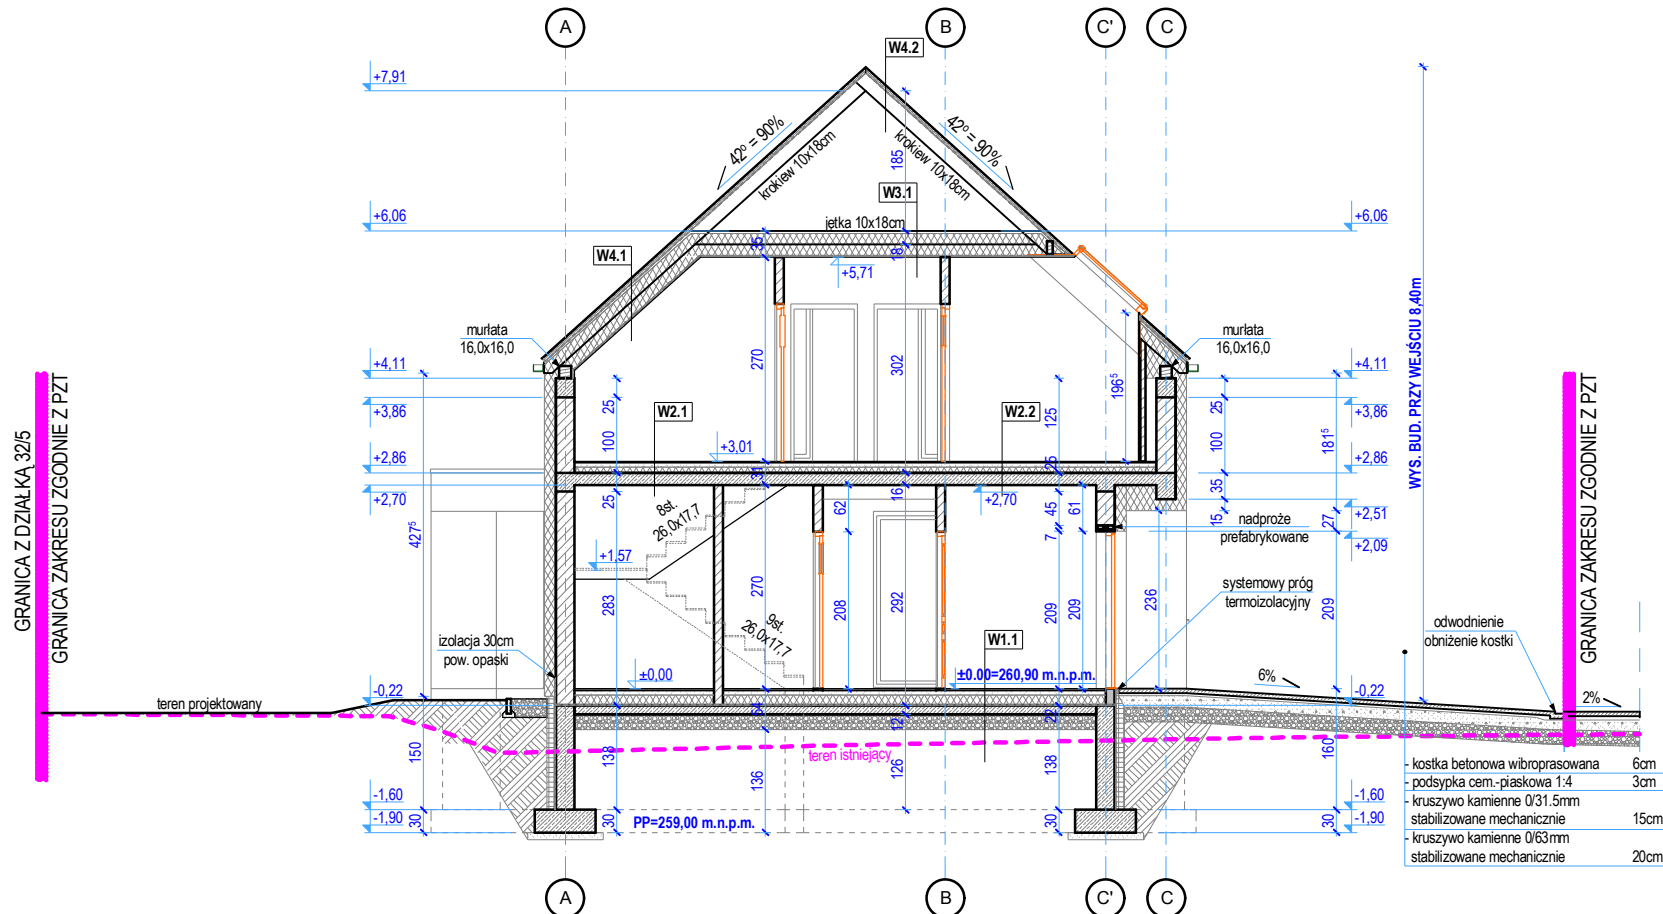 A
B
C'
C
W4.2
+7,91
42º = 90%
42º = 90%
krokiew 10x18cm
krokiew 10x18cm
185
W3.1
+6,06
jętka 10x18cm
+6,06
35
18
W4.1
+5,71
WYS. BUD. PRZY WEJŚCIU 8,40m
murłata
16,0x16,0
murłata
16,0x16,0
270
302
196⁵
+4,11
+4,11
25
125
25
+3,86
+3,86
W2.1
W2.2
100
100
181⁵
+3,01
+2,86
+2,86
31
25
35
+2,70
25
16
+2,70
45
61
62
15
27
+2,51
8st.
26,0x17,7
nadproże
prefabrykowane
+2,09
7
427⁵
+1,57
systemowy próg
termoizolacyjny
283
270
208
292
209
209
236
209
9st.
26,0x17,7
izolacja 30cm
pow. opaski
W1.1
odwodnienie
obniżenie kostki
±0,00
±0.00=260,90 m.n.p.m.
6%
-0,22
-0,22
2%
teren projektowany
54
12
22
teren istniejący
150
138
136
126
138
160
-1,60
-1,60
30
30
PP=259,00 m.n.p.m.
30
30
-1,90
-1,90
GRANICA Z DZIAŁKĄ 32/5
GRANICA ZAKRESU ZGODNIE Z PZT
GRANICA ZAKRESU ZGODNIE Z PZT
- kostka betonowa wibroprasowana 6cm
- podsypka cem.-piaskowa 1:4 3cm
- kruszywo kamienne 0/31.5mm
stabilizowane mechanicznie 15cm
- kruszywo kamienne 0/63mm
stabilizowane mechanicznie 20cm
A
B
C'
C